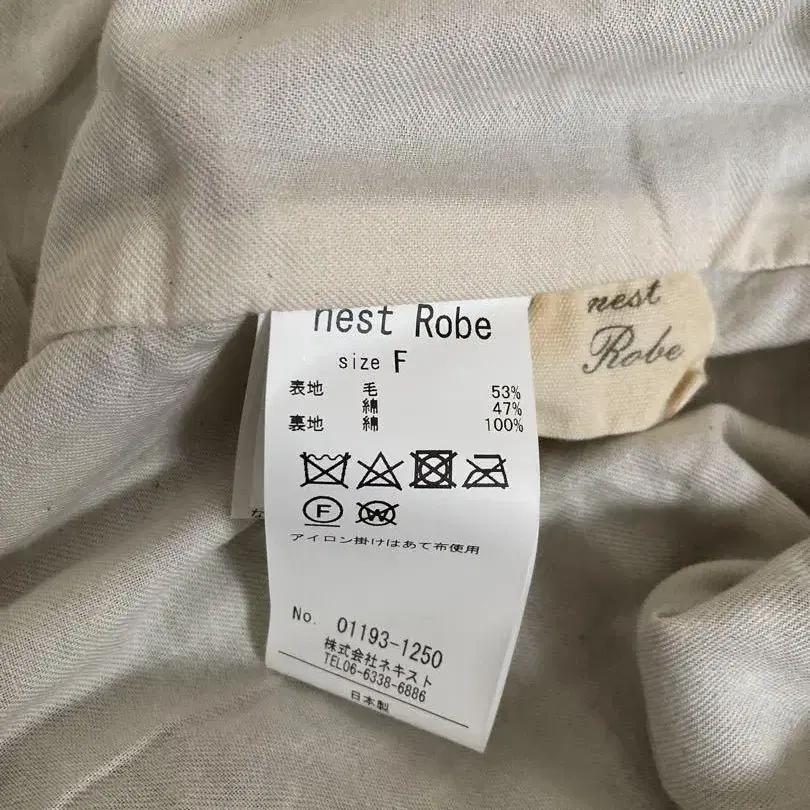 nest Robe
size F
表地 毛 53%
綿 47%
裏地 綿 100%
F
W
アイロン掛けはあて布使用
No. 01193-1250
株式会社ネキスト
TEL06-6338-6886
日本製
nest
Robe
な